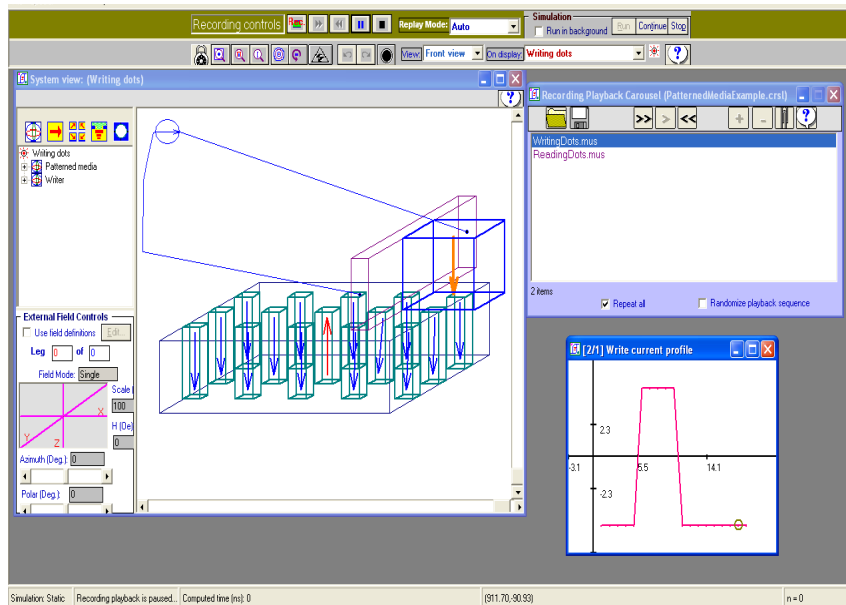 Recording controls
Replay Mode: Auto
Simulation
Run in background
Run Continue Stop
View: Front view
On display: Writing dots
System view: (Writing dots)
Writing dots
Patterned media
Writer
External Field Controls
Use field definitions Edit...
Leg 0 of 0
Field Mode: Single
Scale
100
X
Y Z
H (Oe)
0
Azimuth (Deg.): 0
Polar (Deg.): 0
Recording Playback Carousel (PatternedMediaExample.crsl)
>> > << + -
WritingDots.mus
ReadingDots.mus
2 items
Repeat all
Randomize playback sequence
[2/1] Write current profile
2.3
-3.1 5.5 14.1
-2.3
Simulation: Static
Recording playback is paused...
Computed time (ns): 0
(911.70,-90.93)
n = 0